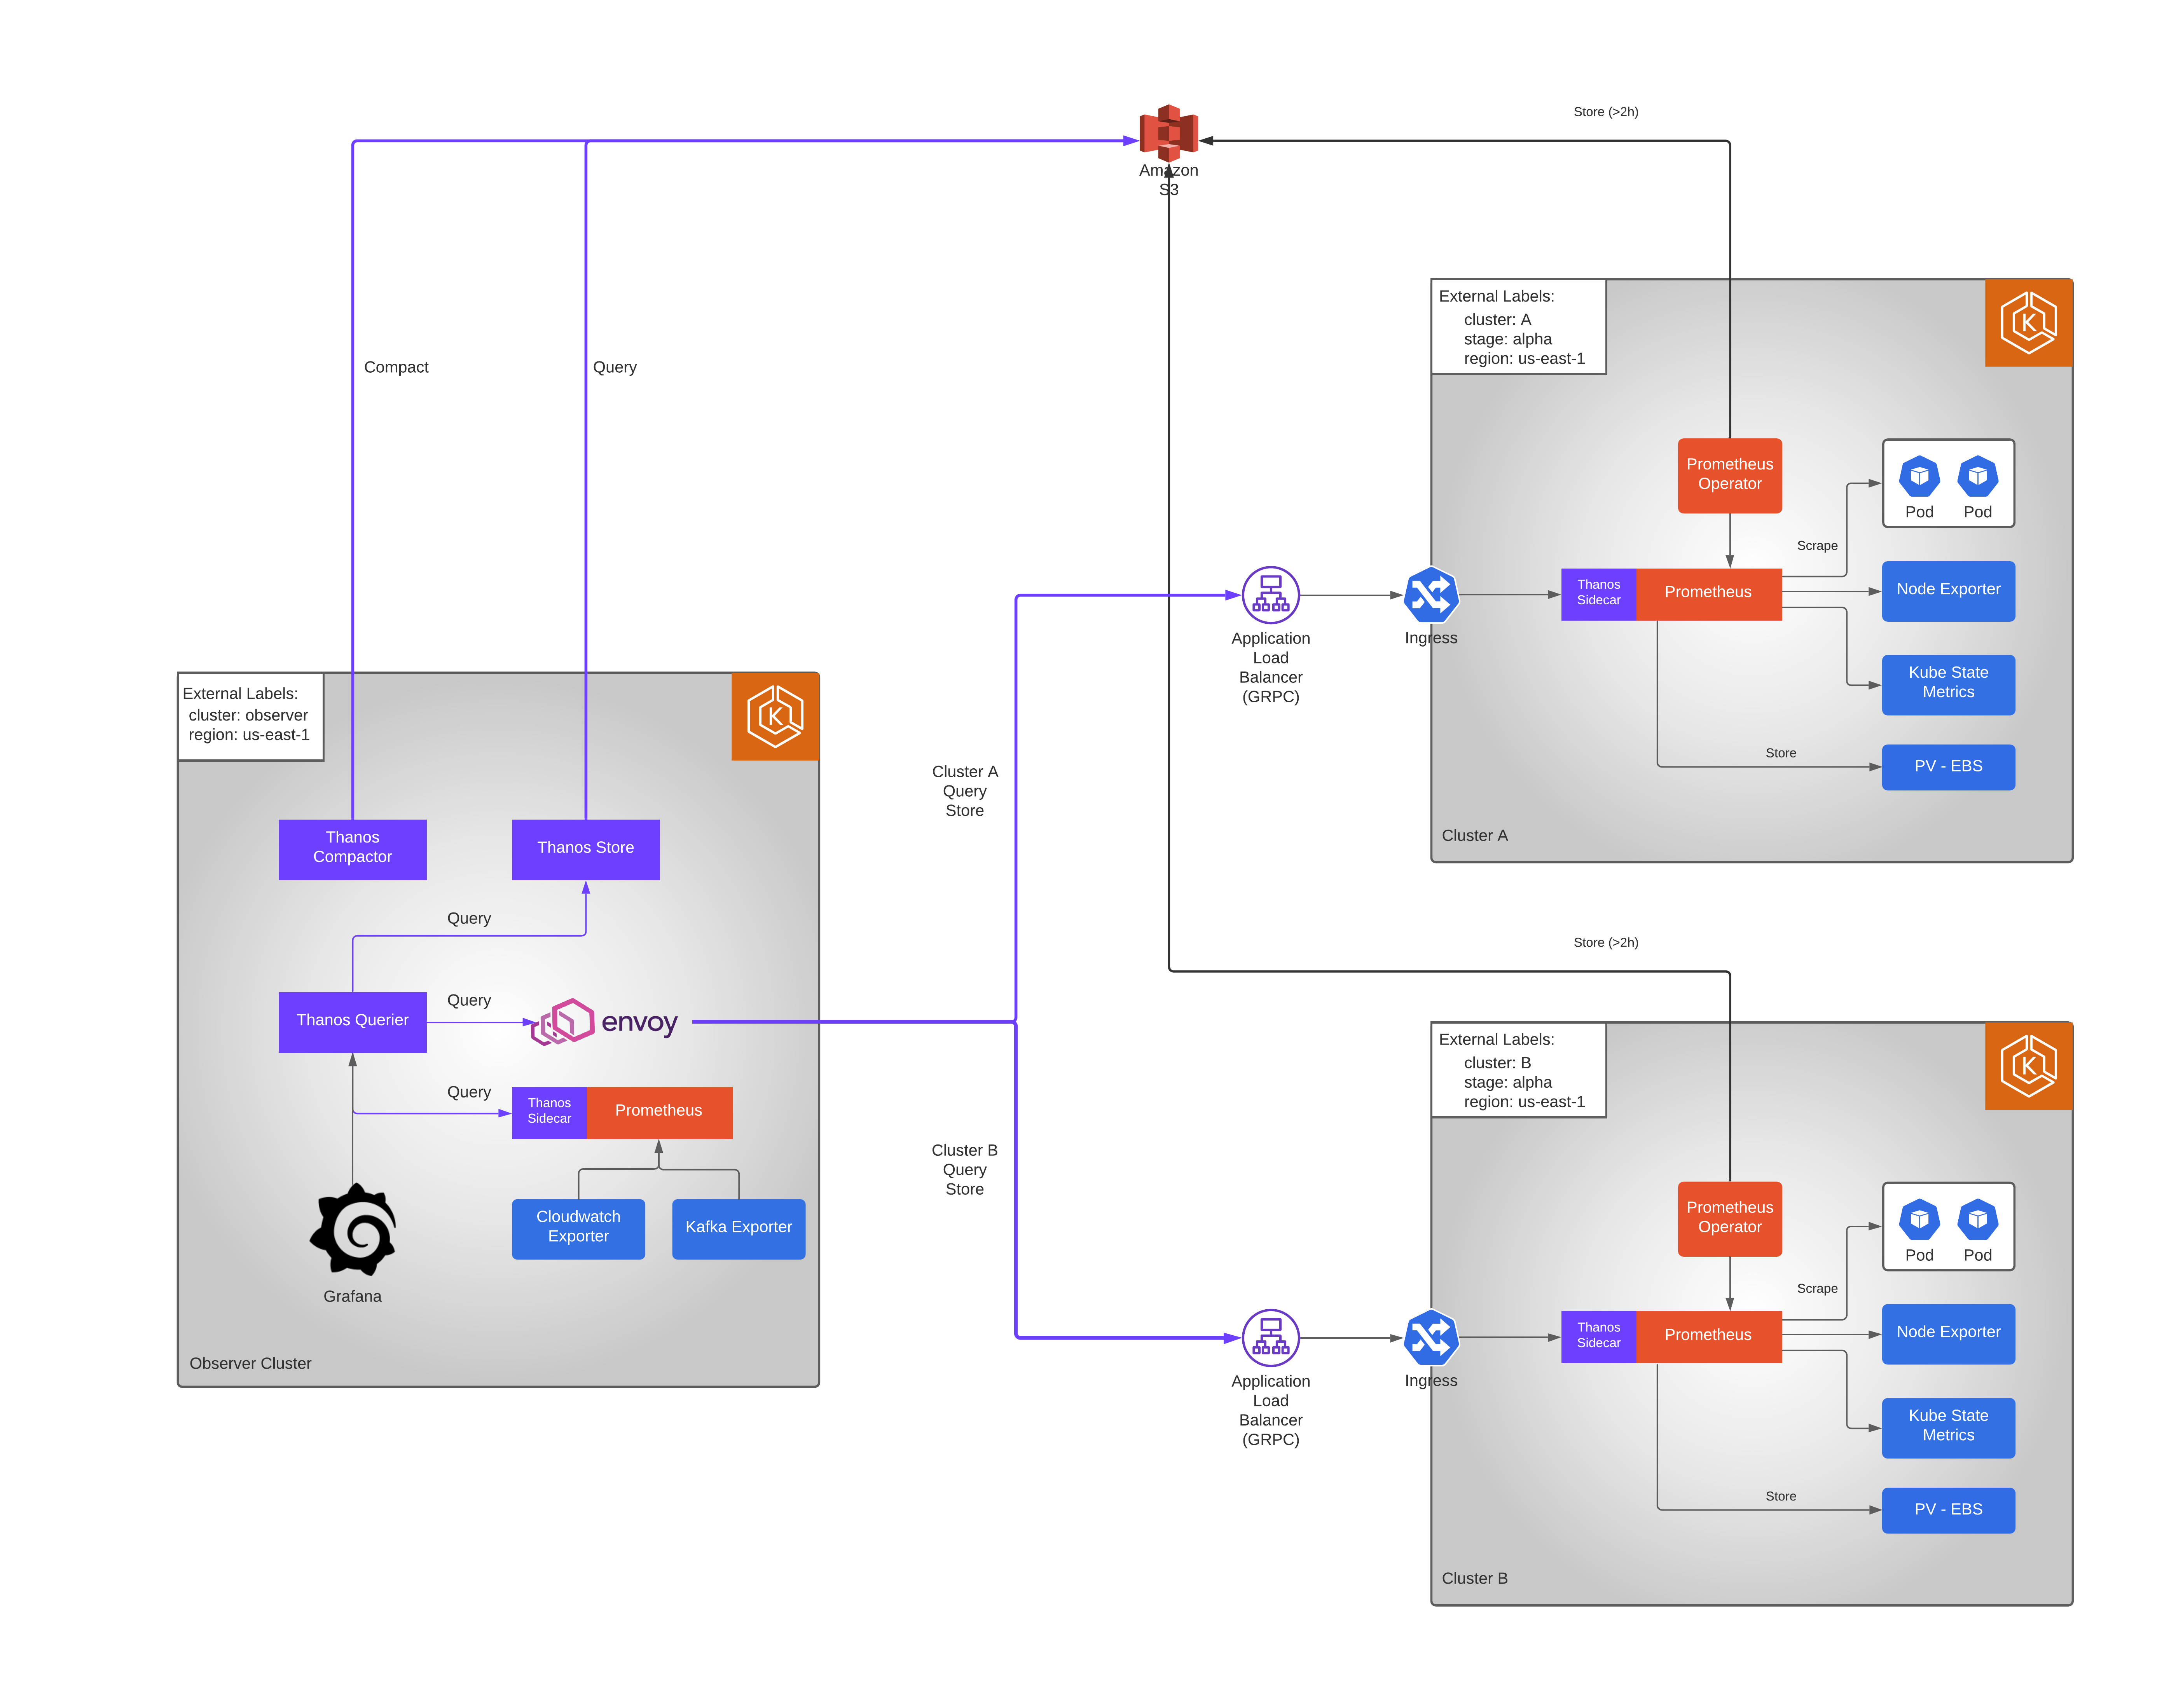 Store (>2h)
Amazon
S3
Compact
Query
External Labels:
cluster: A
stage: alpha
region: us-east-1
Prometheus
Operator
Pod
Pod
Scrape
Thanos
Sidecar
Prometheus
Node Exporter
Application
Load
Balancer
(GRPC)
Ingress
Kube State
Metrics
Store
PV - EBS
Cluster A
External Labels:
cluster: observer
region: us-east-1
Cluster A
Query
Store
Thanos
Compactor
Thanos Store
Query
Thanos Querier
Query
envoy
Query
Thanos
Sidecar
Prometheus
Cloudwatch
Exporter
Kafka Exporter
Grafana
Observer Cluster
Cluster B
Query
Store
Store (>2h)
External Labels:
cluster: B
stage: alpha
region: us-east-1
Prometheus
Operator
Pod
Pod
Scrape
Thanos
Sidecar
Prometheus
Node Exporter
Application
Load
Balancer
(GRPC)
Ingress
Kube State
Metrics
Store
PV - EBS
Cluster B